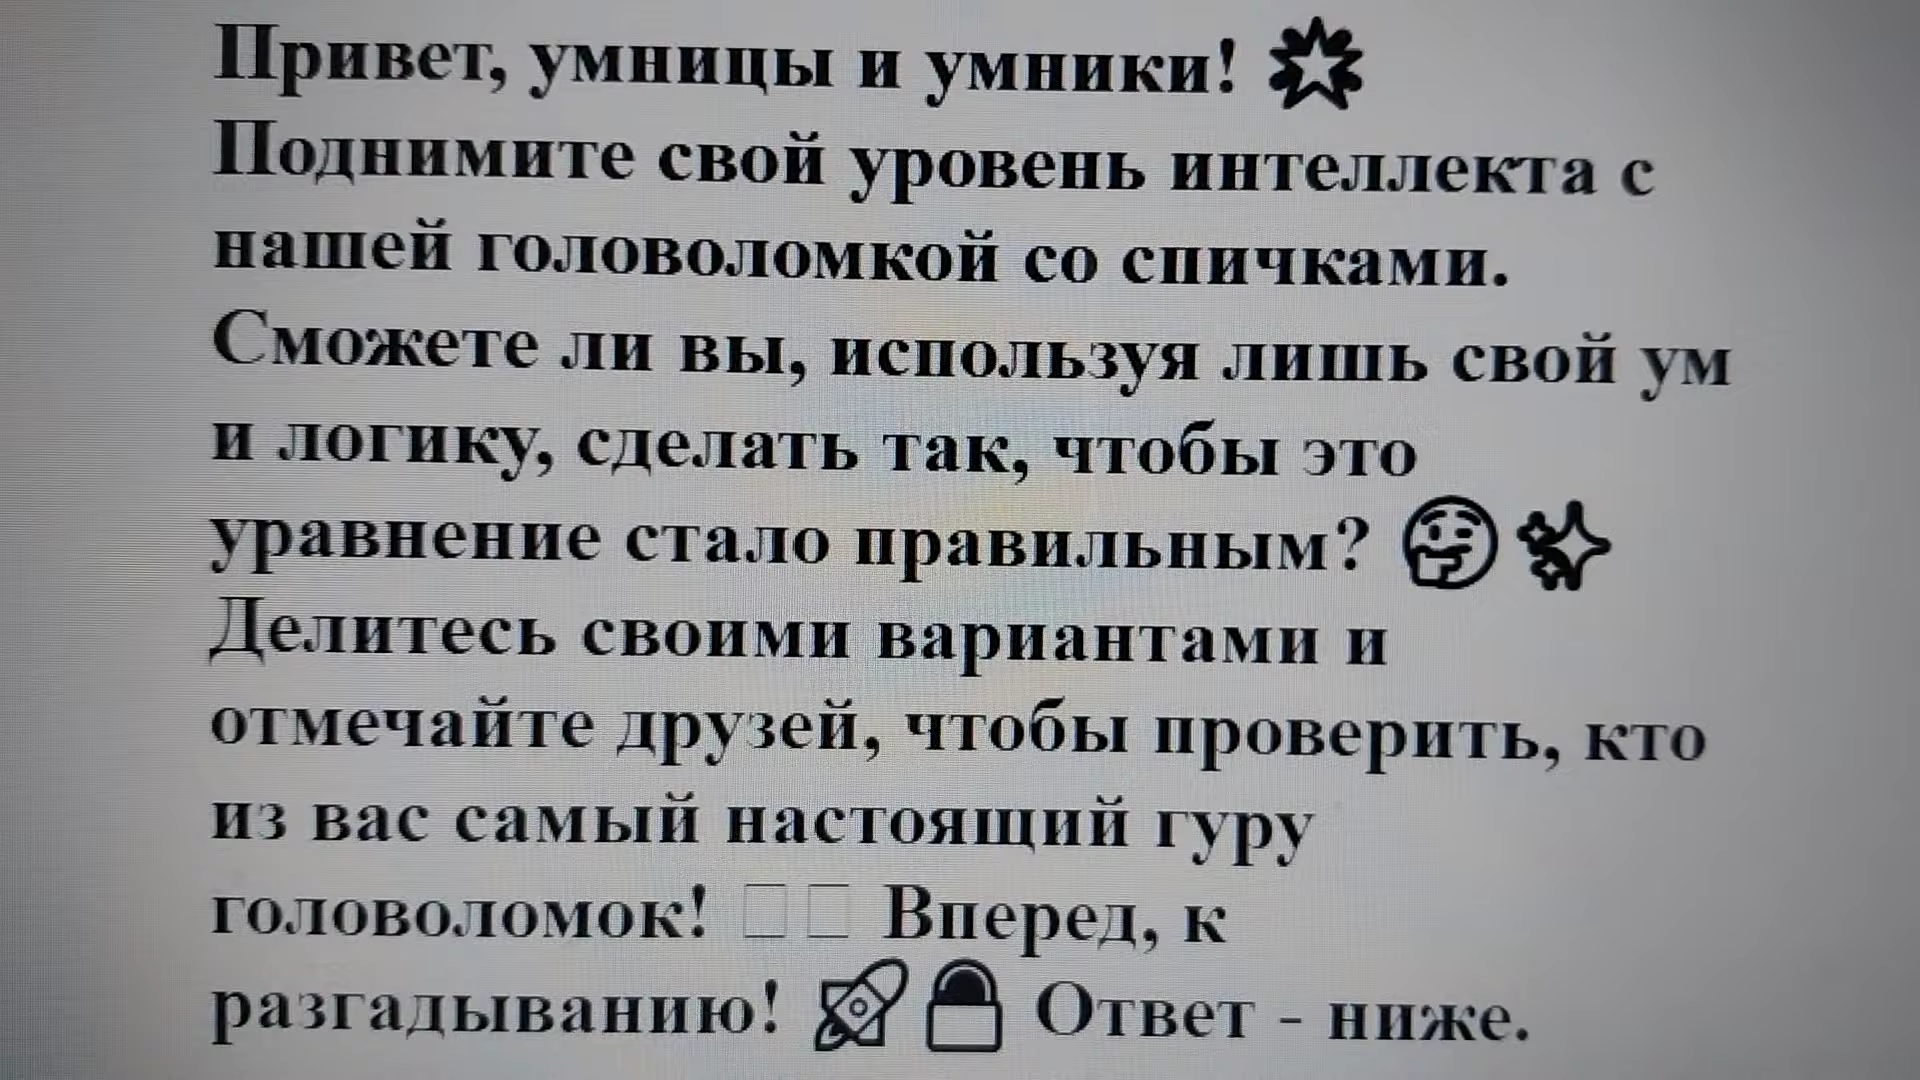 Привет, умницы и умники! 🌟
Поднимите свой уровень интеллекта с
нашей головоломкой со спичками.
Сможете ли вы, используя лишь свой ум
и логику, сделать так, чтобы это
уравнение стало правильным? 🤔✨
Делитесь своими вариантами и
отмечайте друзей, чтобы проверить, кто
из вас самый настоящий гуру
головоломок! □□ Вперед, к
разгадыванию! 🚀🔒 Ответ - ниже.